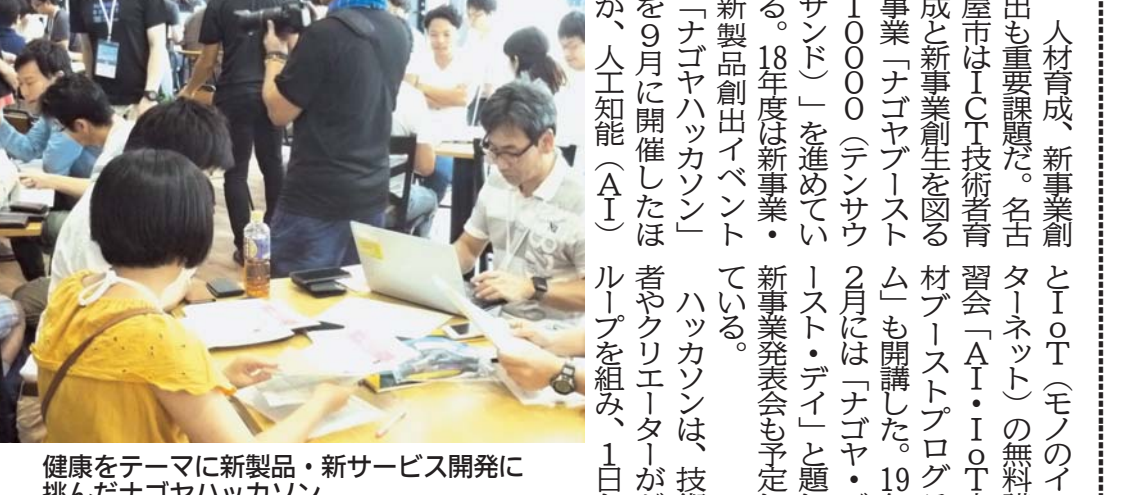 人材育成、新事業創
出も重要課題だ。名古
屋市はＩＣＴ技術者育
成と新事業創生を図る
事業「ナゴヤブースト
１００００（テンサウ
サンド）」を進めてい
る。18年度は新事業・
新製品創出イベント
「ナゴヤハッカソン」
を９月に開催したほ
か、人工知能（ＡＩ）
とＩｏＴ（モノのイ
ターネット）の無料
習会「ＡＩ・ＩｏＴ
材ブーストプログ
ム」も開講した。19
２月には「ナゴヤ・
ースト・デイ」と題
新事業発表会も予定
ている。
ハッカソンは、技
者やクリエーターが
ループを組み、１日
健康をテーマに新製品・新サービス開発に
挑んだナゴヤハッカソン